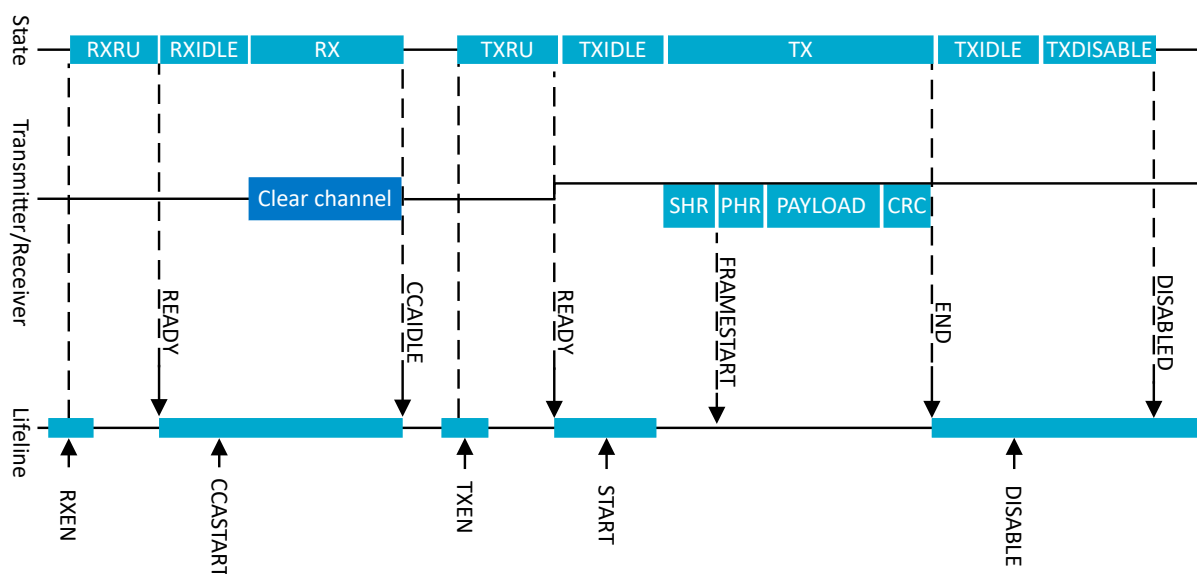 State
RXRU
RXIDLE
RX
TXRU
TXIDLE
TX
TXIDLE
TXDISABLE
Transmitter/Receiver
Clear channel
SHR
PHR
PAYLOAD
CRC
READY
CCAIDLE
READY
FRAMESTART
END
DISABLED
Lifeline
RXEN
CCASTART
TXEN
START
DISABLE